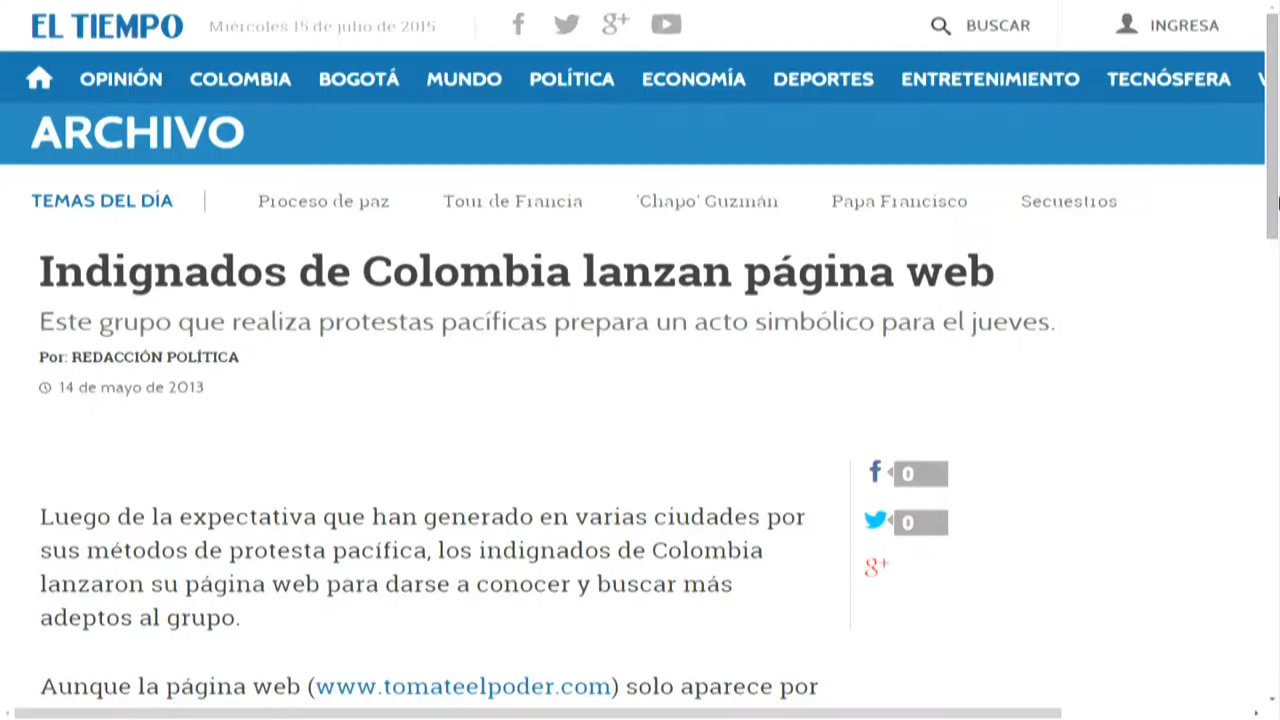 EL TIEMPO Miércoles 15 de julio de 2015 BUSCAR INGRESA
OPINIÓN COLOMBIA BOGOTÁ MUNDO POLÍTICA ECONOMÍA DEPORTES ENTRETENIMIENTO TECNÓSFERA
ARCHIVO
TEMAS DEL DÍA Proceso de paz Tour de Francia 'Chapo' Guzmán Papa Francisco Secuestros
Indignados de Colombia lanzan página web
Este grupo que realiza protestas pacíficas prepara un acto simbólico para el jueves.
Por: REDACCIÓN POLÍTICA
14 de mayo de 2013
0
0
g+
Luego de la expectativa que han generado en varias ciudades por
sus métodos de protesta pacífica, los indignados de Colombia
lanzaron su página web para darse a conocer y buscar más
adeptos al grupo.
Aunque la página web (www.tomateelpoder.com) solo aparece por